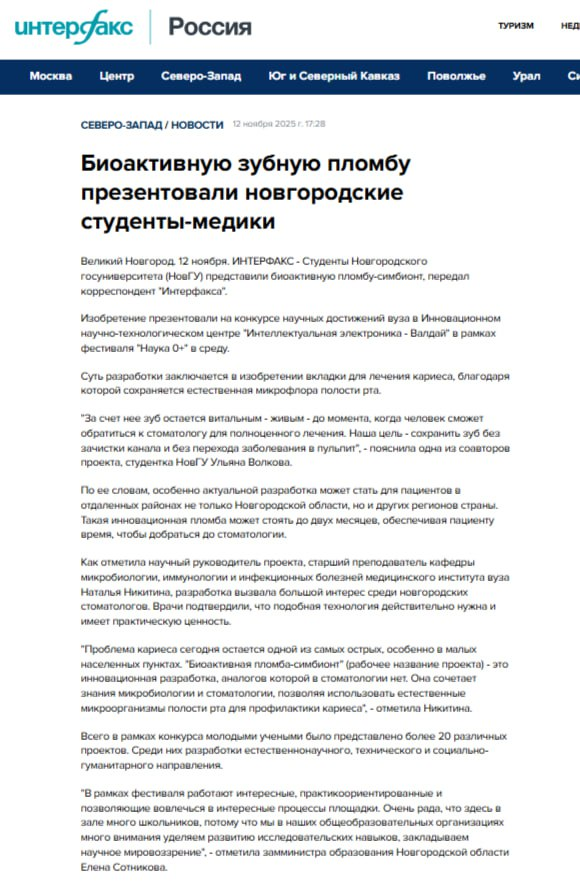 интерфакс Россия
ТУРИЗМ
НЕД
Москва Центр Северо-Запад Юг и Северный Кавказ Поволжье Урал Си
СЕВЕРО-ЗАПАД / НОВОСТИ 12 ноября 2025 г. 17:28
Биоактивную зубную пломбу
презентовали новгородские
студенты-медики
Великий Новгород. 12 ноября. ИНТЕРФАКС - Студенты Новгородского
госуниверситета (НовГУ) представили биоактивную пломбу-симбионт, передал
корреспондент "Интерфакса".
Изобретение презентовали на конкурсе научных достижений вуза в Инновационном
научно-технологическом центре "Интеллектуальная электроника - Валдай" в рамках
фестиваля "Наука 0+" в среду.
Суть разработки заключается в изобретении вкладки для лечения кариеса, благодаря
которой сохраняется естественная микрофлора полости рта.
"За счет нее зуб остается витальным - живым - до момента, когда человек сможет
обратиться к стоматологу для полноценного лечения. Наша цель - сохранить зуб без
зачистки канала и без перехода заболевания в пульпит", - пояснила одна из соавторов
проекта, студентка НовГУ Ульяна Волкова.
По ее словам, особенно актуальной разработка может стать для пациентов в
отдаленных районах не только Новгородской области, но и других регионов страны.
Такая инновационная пломба может стоять до двух месяцев, обеспечивая пациенту
время, чтобы добраться до стоматологии.
Как отметила научный руководитель проекта, старший преподаватель кафедры
микробиологии, иммунологии и инфекционных болезней медицинского института вуза
Наталья Никитина, разработка вызвала большой интерес среди новгородских
стоматологов. Врачи подтвердили, что подобная технология действительно нужна и
имеет практическую ценность.
"Проблема кариеса сегодня остается одной из самых острых, особенно в малых
населенных пунктах. "Биоактивная пломба-симбионт" (рабочее название проекта) - это
инновационная разработка, аналогов которой в стоматологии нет. Она сочетает
знания микробиологии и стоматологии, позволяя использовать естественные
микроорганизмы полости рта для профилактики кариеса", - отметила Никитина.
Всего в рамках конкурса молодыми учеными было представлено более 20 различных
проектов. Среди них разработки естественнонаучного, технического и социально-
гуманитарного направления.
"В рамках фестиваля работают интересные, практикоориентированные и
позволяющие вовлечься в интересные процессы площадки. Очень рада, что здесь в
зале много школьников, потому что мы в наших общеобразовательных организациях
много внимания уделяем развитию исследовательских навыков, закладываем
научное мировоззрение", - отметила замминистра образования Новгородской области
Елена Сотникова.